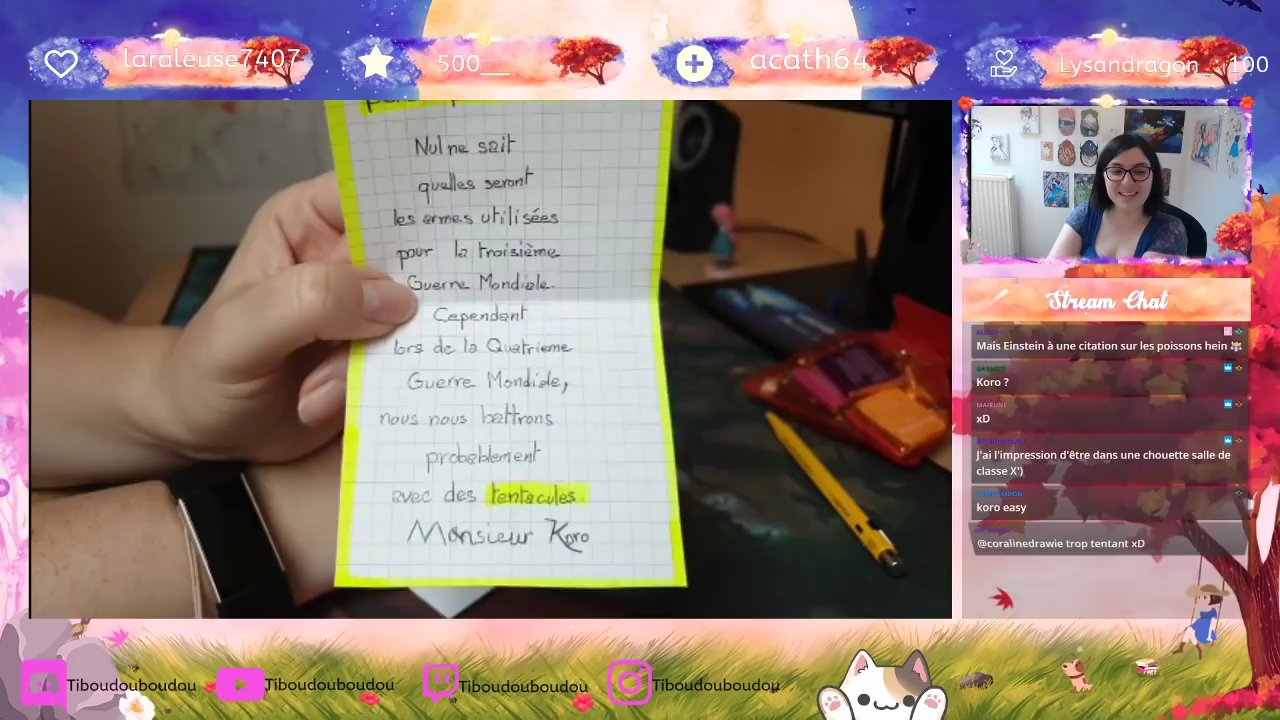 laraleuse7407
500__
acath64
Lysandragon_: 100
Nul ne sait
quelles seront
les armes utilisées
pour la troisième
Guerre Mondiale.
Cependant
lors de la Quatrieme
Guerre Mondiale,
nous nous battrons
probablement
avec des tentacules.
Monsieur Koro
Stream Chat
Mais Einstein à une citation sur les poissons hein
Koro ?
xD
J'ai l'impression d'être dans une chouette salle de
classe X')
koro easy
@corallnedrawie trop tentant xD
Tiboudouboudou
Tiboudouboudou
Tiboudouboudou
Tiboudouboudou